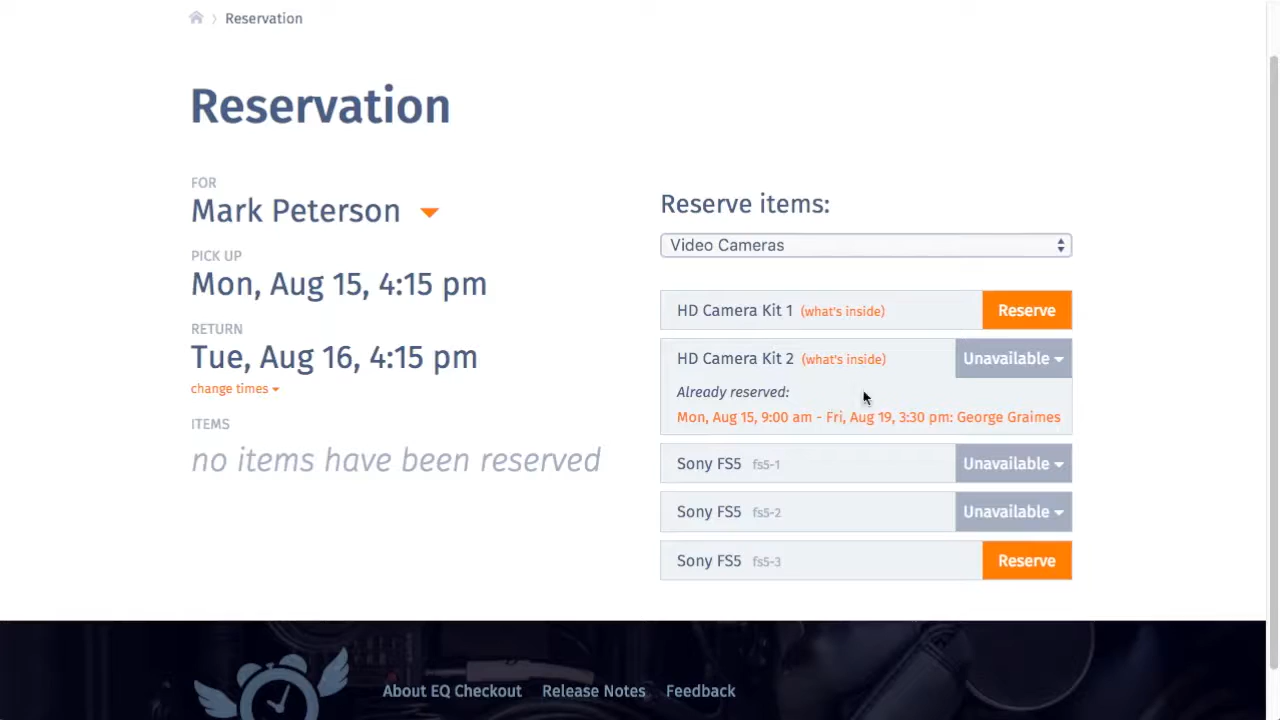 Reservation
Reservation
FOR
Mark Peterson
PICK UP
Mon, Aug 15, 4:15 pm
RETURN
Tue, Aug 16, 4:15 pm
change times
ITEMS
no items have been reserved
Reserve items:
Video Cameras
HD Camera Kit 1 (what's inside) Reserve
HD Camera Kit 2 (what's inside) Unavailable
Already reserved:
Mon, Aug 15, 9:00 am - Fri, Aug 19, 3:30 pm: George Graimes
Sony FS5 fs5-1 Unavailable
Sony FS5 fs5-2 Unavailable
Sony FS5 fs5-3 Reserve
About EQ Checkout Release Notes Feedback